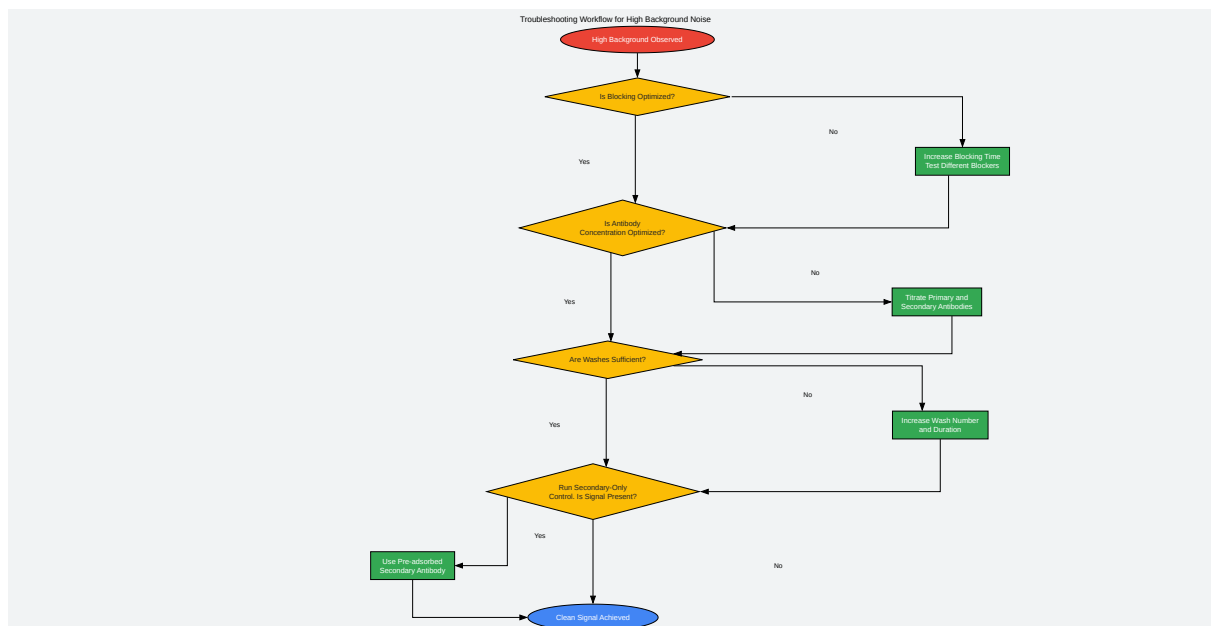 Troubleshooting Workflow for High Background Noise
High Background Observed
Is Blocking Optimized?
No
Yes
Increase Blocking Time
Test Different Blockers
Is Antibody
Concentration Optimized?
No
Yes
Titrate Primary and
Secondary Antibodies
Are Washes Sufficient?
No
Yes
Increase Wash Number
and Duration
Run Secondary-Only
Control. Is Signal Present?
Yes
No
Use Pre-adsorbed
Secondary Antibody
Clean Signal Achieved